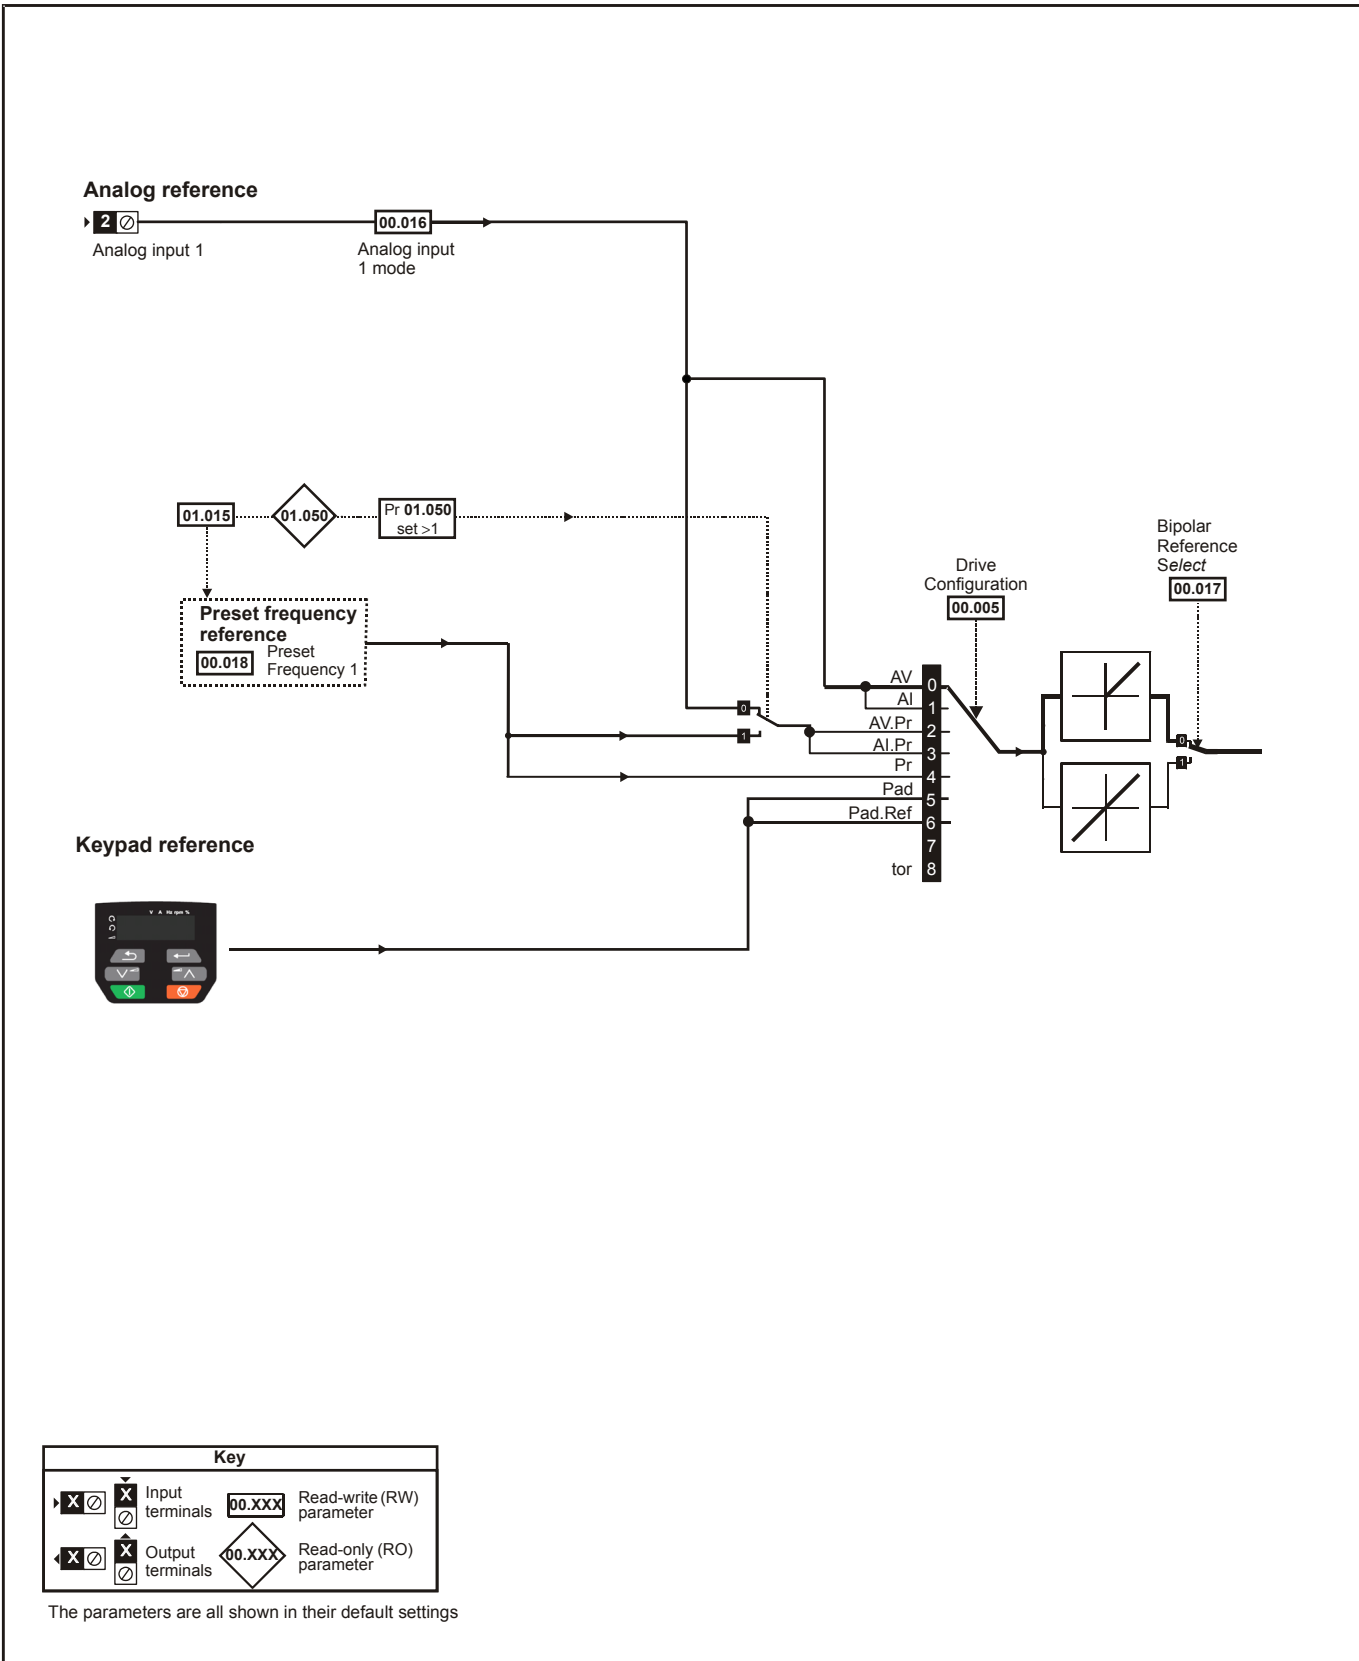 Analog reference
2
00.016
Analog input 1
Analog input
1 mode
01.015
01.050
Pr 01.050
set >1
Preset frequency
reference
00.018
Preset
Frequency 1
Drive
Configuration
00.005
Bipolar
Reference
Select
00.017
AV
0
AI
1
0
AV.Pr
2
1
AI.Pr
3
Pr
4
Pad
5
Pad.Ref
6
7
tor
8
0
1
Keypad reference
V A Hz rpm %
Key
X
X
Input
terminals
00.XXX
Read-write (RW)
parameter
X
X
Output
terminals
00.XXX
Read-only (RO)
parameter
The parameters are all shown in their default settings